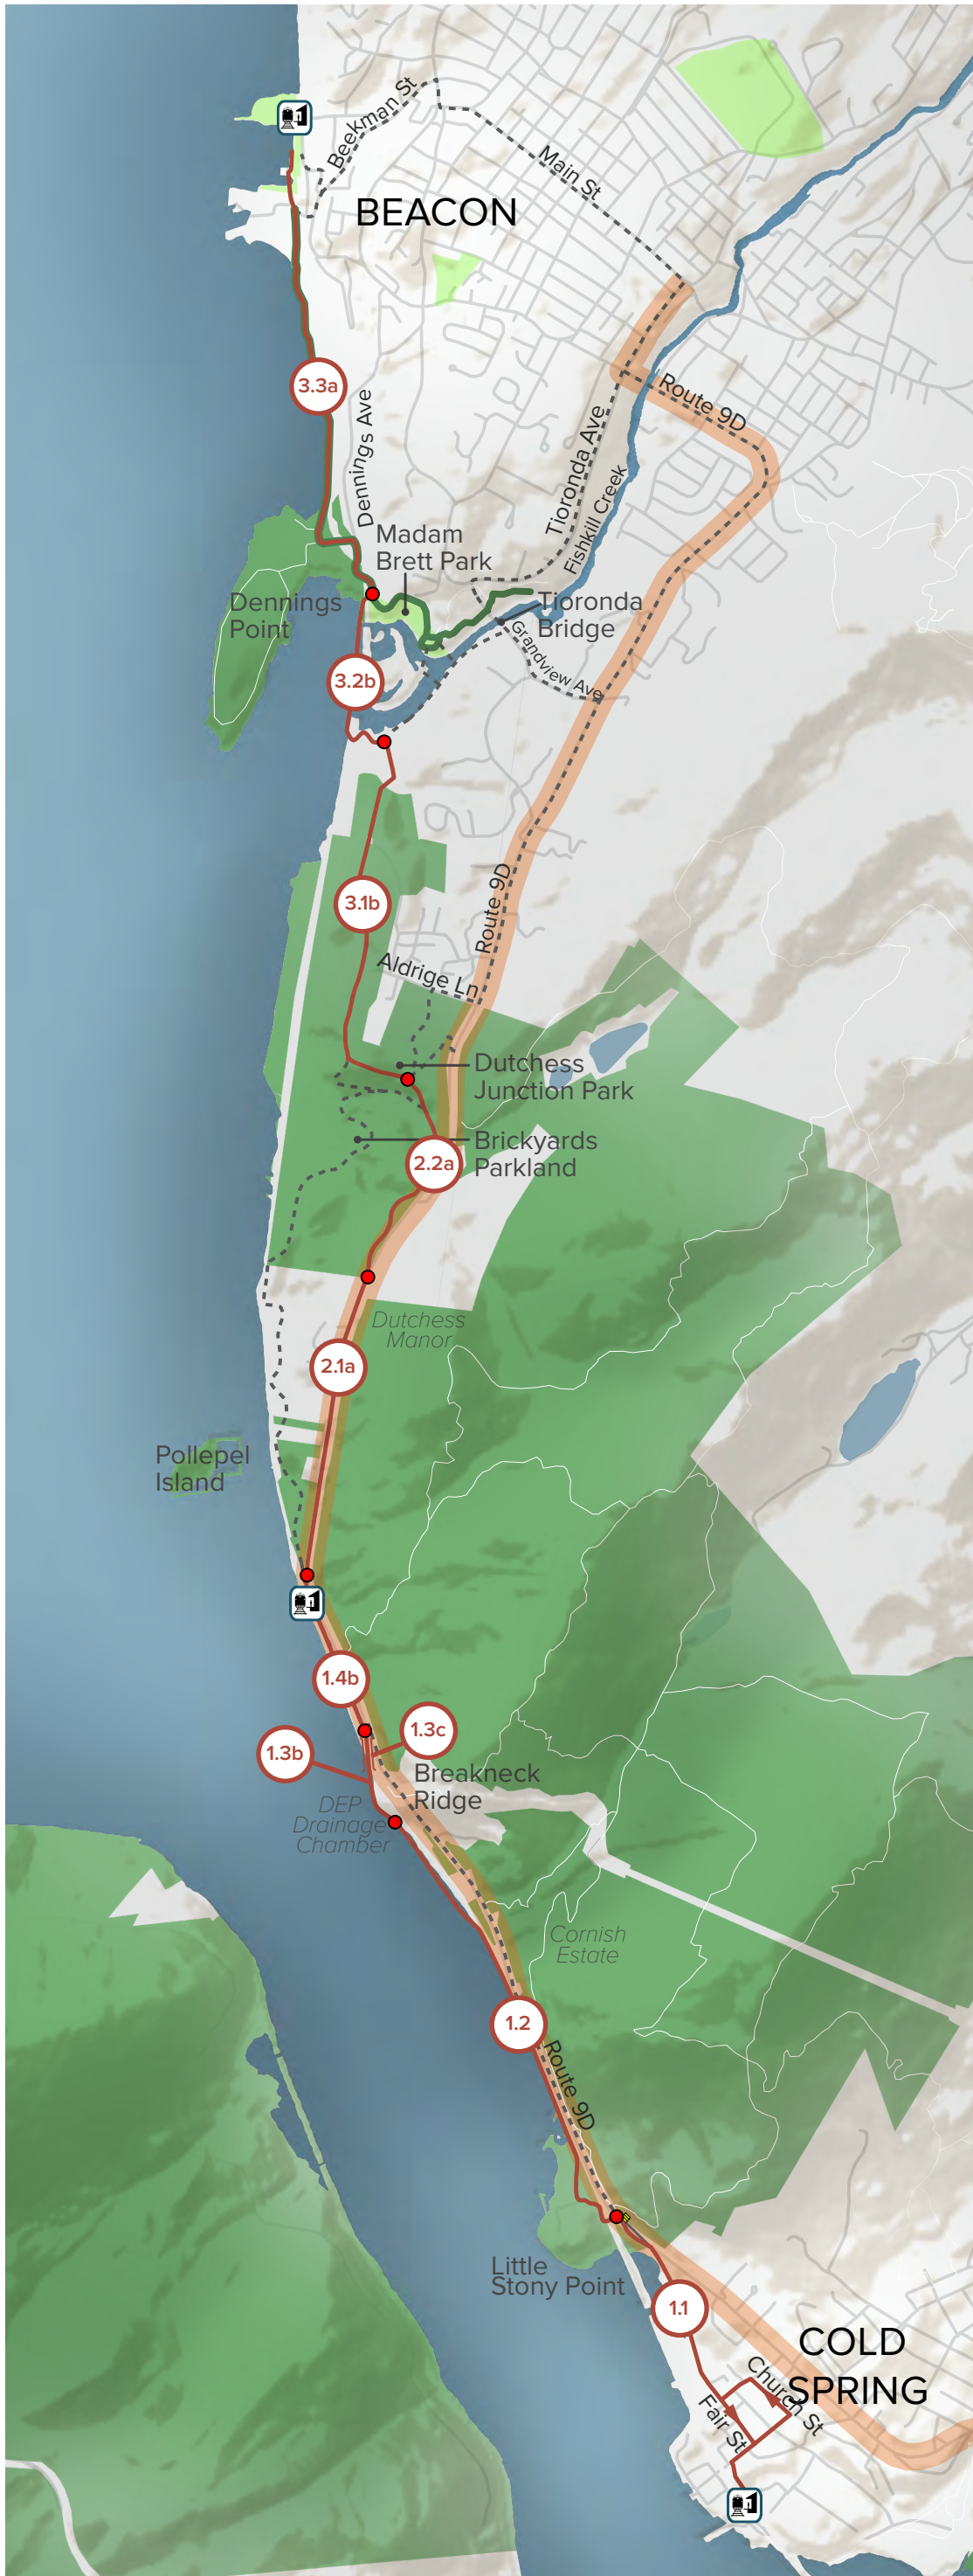 Beekman St
Main St
BEACON
3.3a
Route 9D
Dennings Ave
Tioronda Ave
Fishkill Creek
Madam
Brett Park
Dennings
Point
Tioronda
Bridge
Grandview Ave
3.2b
3.1b
Route 9D
Aldrige Ln
Dutchess
Junction Park
Brickyards
Parkland
2.2a
Dutchess
Manor
2.1a
Pollepel
Island
1.4b
1.3c
1.3b
Breakneck
Ridge
DEP
Drainage
Chamber
Cornish
Estate
1.2
Route 9D
Little
Stony Point
1.1
COLD
SPRING
Church St
Fair St